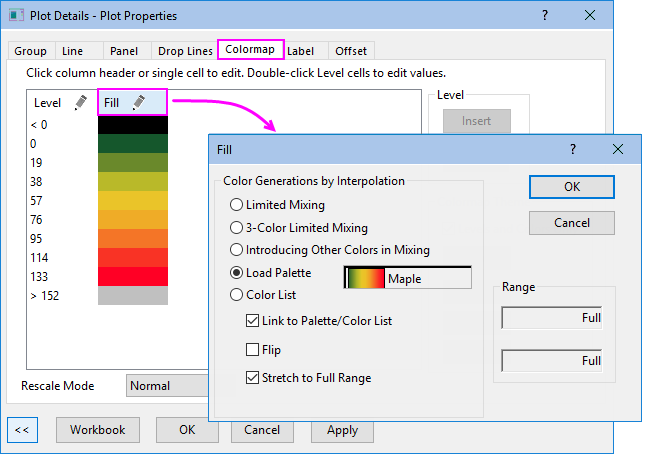 Plot Details - Plot Properties
?
Group Line Panel Drop Lines Colormap Label Offset
Click column header or single cell to edit. Double-click Level cells to edit values.
Level Fill
< 0
0
19
38
57
76
95
114
133
> 152
Level
Insert
Rescale Mode Normal
<< Workbook OK Cancel Apply
Fill ?
Color Generations by Interpolation
Limited Mixing
3-Color Limited Mixing
Introducing Other Colors in Mixing
Load Palette Maple
Color List
Link to Palette/Color List
Flip
Stretch to Full Range
OK
Cancel
Range
Full
Full